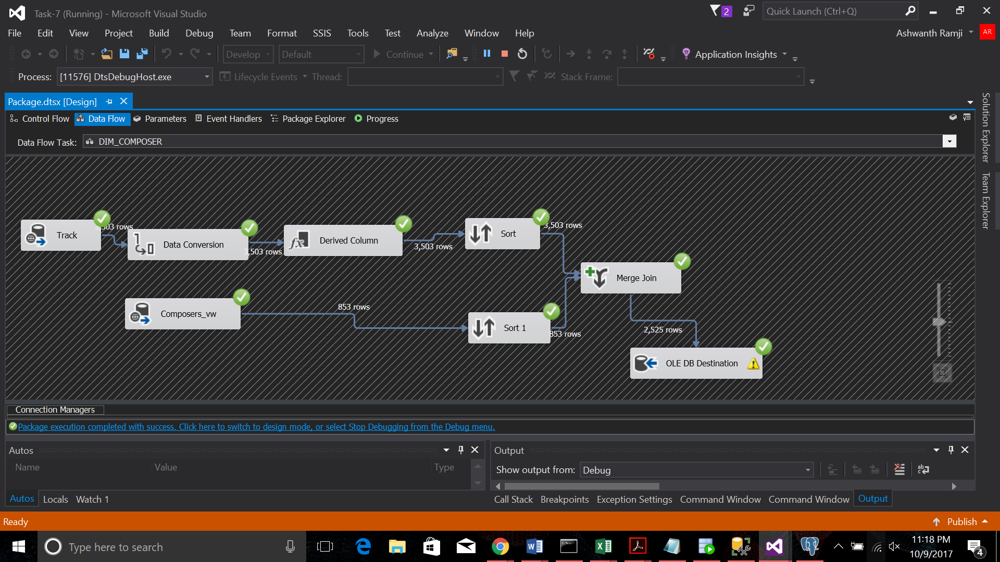 Task-7 (Running) - Microsoft Visual Studio
2
Quick Launch (Ctrl+Q)
File Edit View Project Build Debug Team Format SSIS Tools Test Analyze Window Help
Ashwanth Ramji
AR
Develop
Default
Continue
Application Insights
Process: [11576] DtsDebugHost.exe
Lifecycle Events
Thread:
Stack Frame:
Package.dtsx [Design]
Control Flow
Data Flow
Parameters
Event Handlers
Package Explorer
Progress
Data Flow Task: DIM_COMPOSER
Solution Explorer
Team Explorer
Track
3,503 rows
Data Conversion
3,503 rows
Derived Column
3,503 rows
Sort
3,503 rows
Merge Join
Composers_vw
853 rows
Sort 1
853 rows
2,525 rows
OLE DB Destination
Connection Managers
Package execution completed with success. Click here to switch to design mode, or select Stop Debugging from the Debug menu.
Autos
Name Value Type
Autos Locals Watch 1
Output
Show output from: Debug
Call Stack Breakpoints Exception Settings Command Window Command Window Output
Ready
Publish
Type here to search
11:18 PM
10/9/2017
4